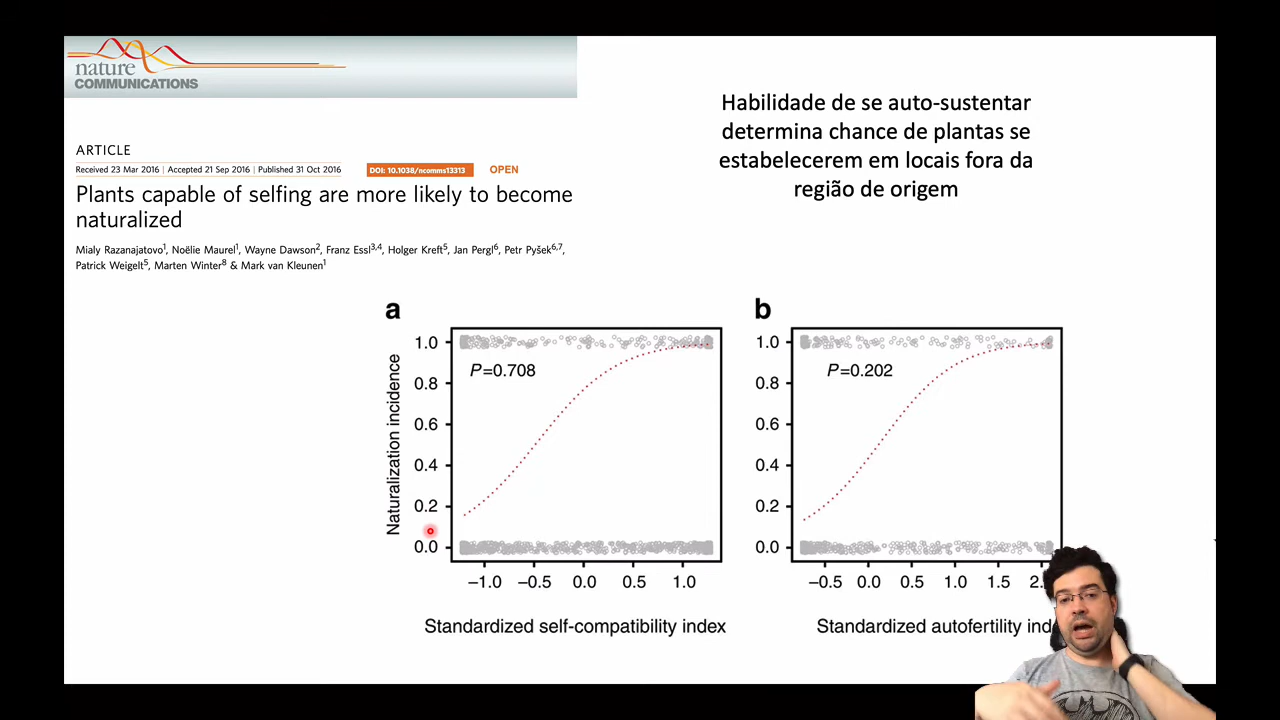 nature
COMMUNICATIONS
ARTICLE
Received 23 Mar 2016 | Accepted 21 Sep 2016 | Published 31 Oct 2016
DOI: 10.1038/ncomms13313
OPEN
Plants capable of selfing are more likely to become
naturalized
Mialy Razanajatovo1, Noëlie Maurel1, Wayne Dawson2, Franz Essl3,4, Holger Kreft5, Jan Pergl6, Petr Pyšek6,7,
Patrick Weigelt5, Marten Winter8 & Mark van Kleunen1
Habilidade de se auto-sustentar
determina chance de plantas se
estabelecerem em locais fora da
região de origem
a
Naturalization incidence
1.0
0.8
0.6
0.4
0.2
0.0
P=0.708
−1.0 −0.5 0.0 0.5 1.0
Standardized self-compatibility index
b
1.0
0.8
0.6
0.4
0.2
0.0
P=0.202
−0.5 0.0 0.5 1.0 1.5 2.
Standardized autofertility ind